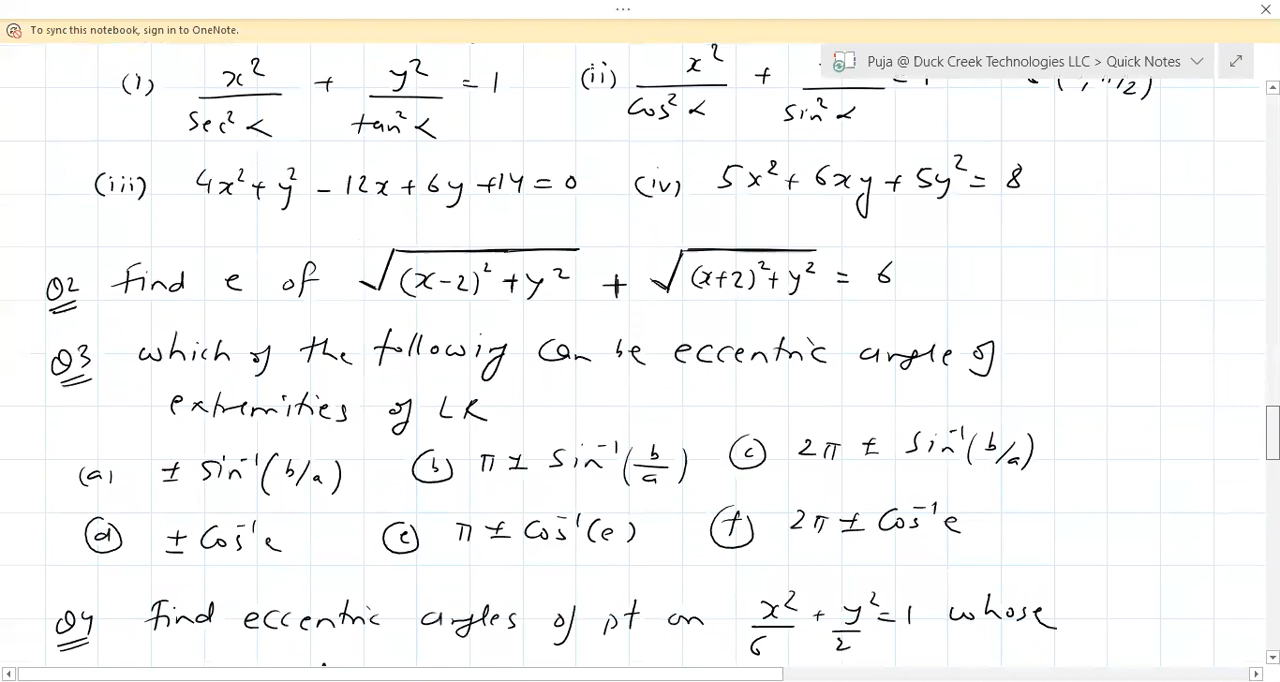 To sync this notebook, sign in to OneNote.
Puja @ Duck Creek Technologies LLC > Quick Notes
(i) x²/sec²α + y²/tan²α = 1 (ii) x²/cos²α + /sin²α = 1 , π/2)
(iii) 4x² + y² - 12x + 6y + 14 = 0 (iv) 5x² + 6xy + 5y² = 8
Q2 Find e of √((x-2)² + y²) + √((x+2)² + y²) = 6
Q3 which of the following can be eccentric angle of
extremities of LR
(a) ± sin⁻¹(b/a) (b) π ± sin⁻¹(b/a) (c) 2π ± sin⁻¹(b/a)
(d) ± cos⁻¹e (e) π ± cos⁻¹(e) (f) 2π ± cos⁻¹e
Q4 Find eccentric angles of pt on x²/6 + y²/2 = 1 whose